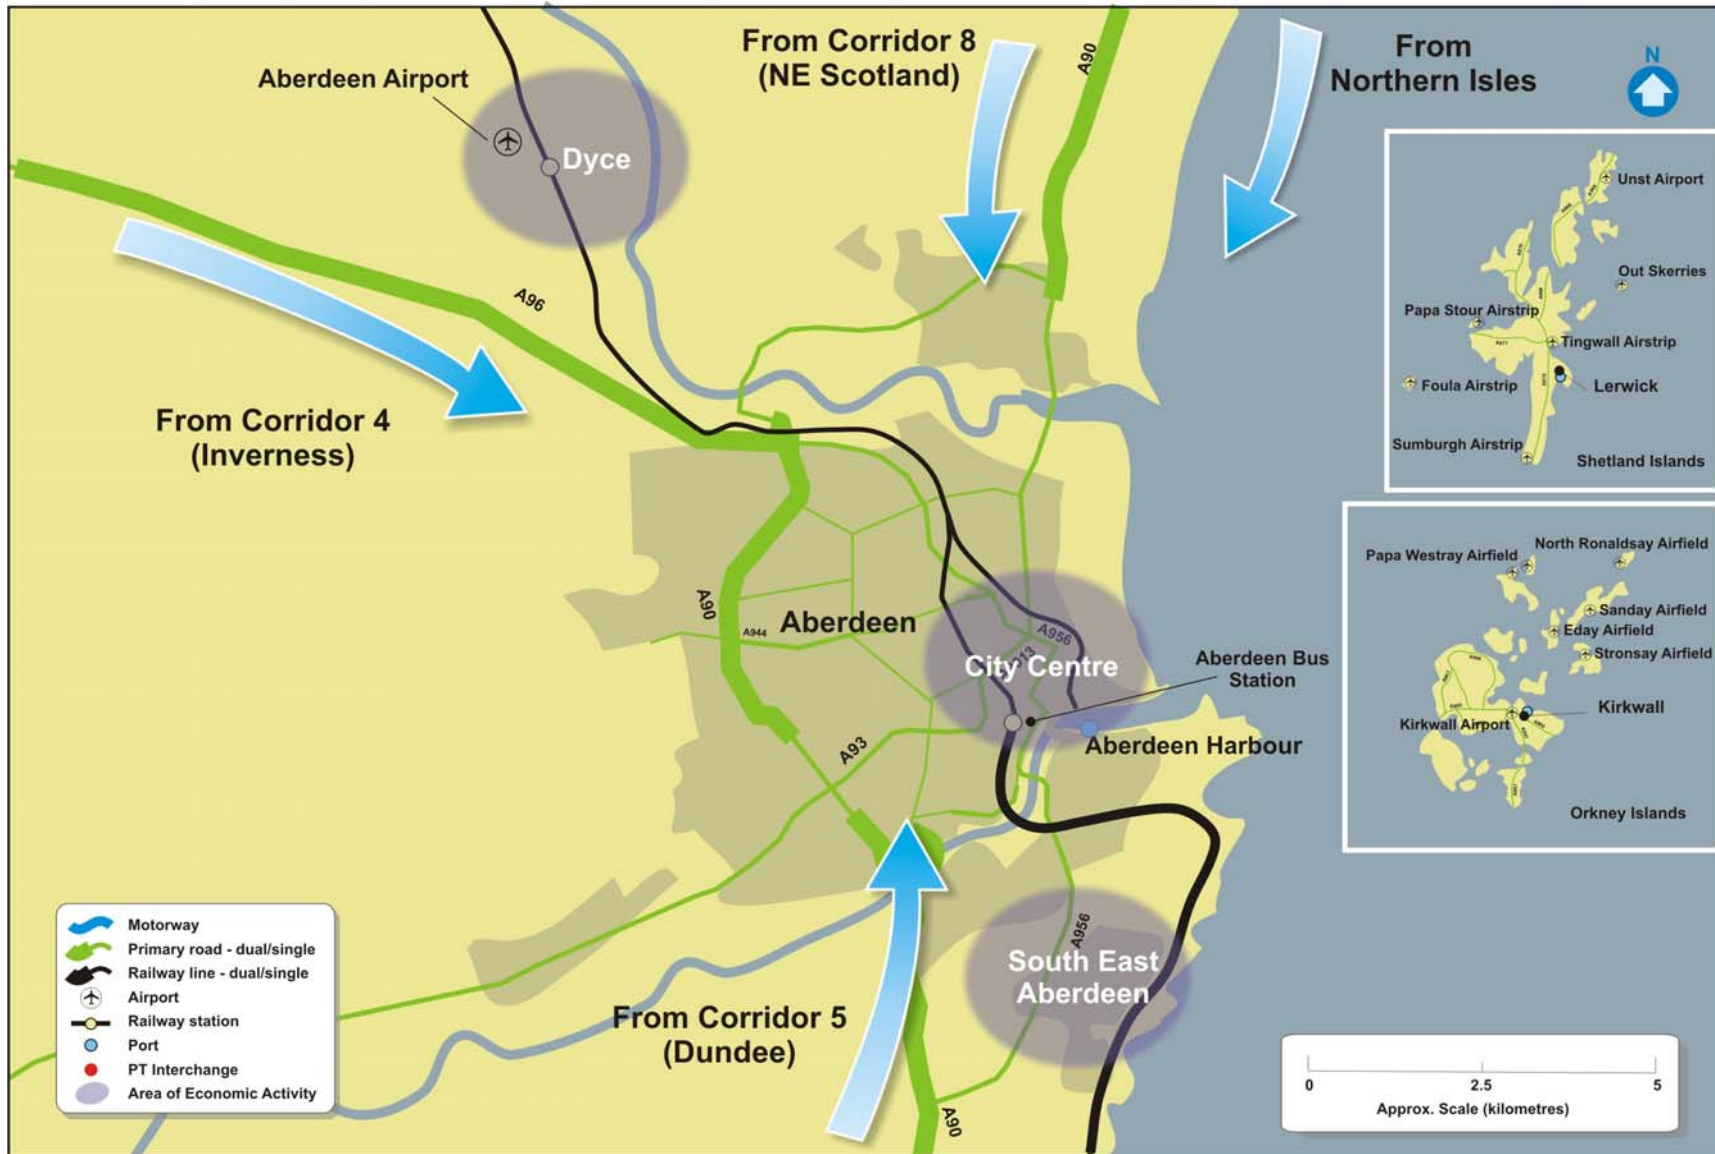 From Corridor 8
(NE Scotland)
A90
From
Northern Isles
N
Aberdeen Airport
Dyce
A96
From Corridor 4
(Inverness)
A90
A944
Aberdeen
A956
City Centre
Aberdeen Bus
Station
A93
Aberdeen Harbour
A956
South East
Aberdeen
From Corridor 5
(Dundee)
A90
Unst Airport
Out Skerries
Papa Stour Airstrip
Tingwall Airstrip
Foula Airstrip
Lerwick
Sumburgh Airstrip
Shetland Islands
A971
A970
North Ronaldsay Airfield
Papa Westray Airfield
Sanday Airfield
Eday Airfield
Stronsay Airfield
Kirkwall
Kirkwall Airport
Orkney Islands
Motorway
Primary road - dual/single
Railway line - dual/single
Airport
Railway station
Port
PT Interchange
Area of Economic Activity
0
2.5
5
Approx. Scale (kilometres)